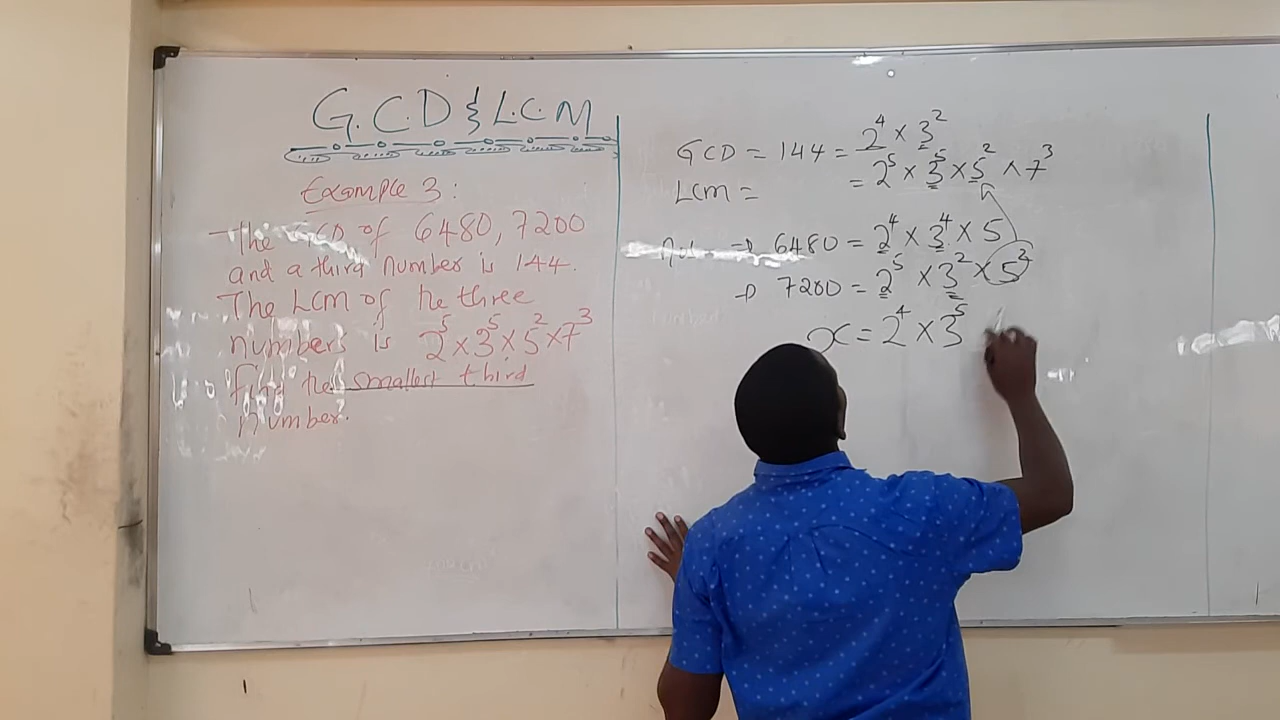 G.C.D & L.C.M
Example 3:
The GCD of 6480, 7200
and a third number is 144.
The LCM of the three
numbers is 2⁵ × 3⁵ × 5² × 7³
find the smallest third
number.
GCD = 144 = 2⁴ × 3²
Lcm = = 2⁵ × 3⁵ × 5² × 7³
⇒ 6480 = 2⁴ × 3⁴ × 5
⇒ 7200 = 2⁵ × 3² × 5²
x = 2⁴ × 3⁵